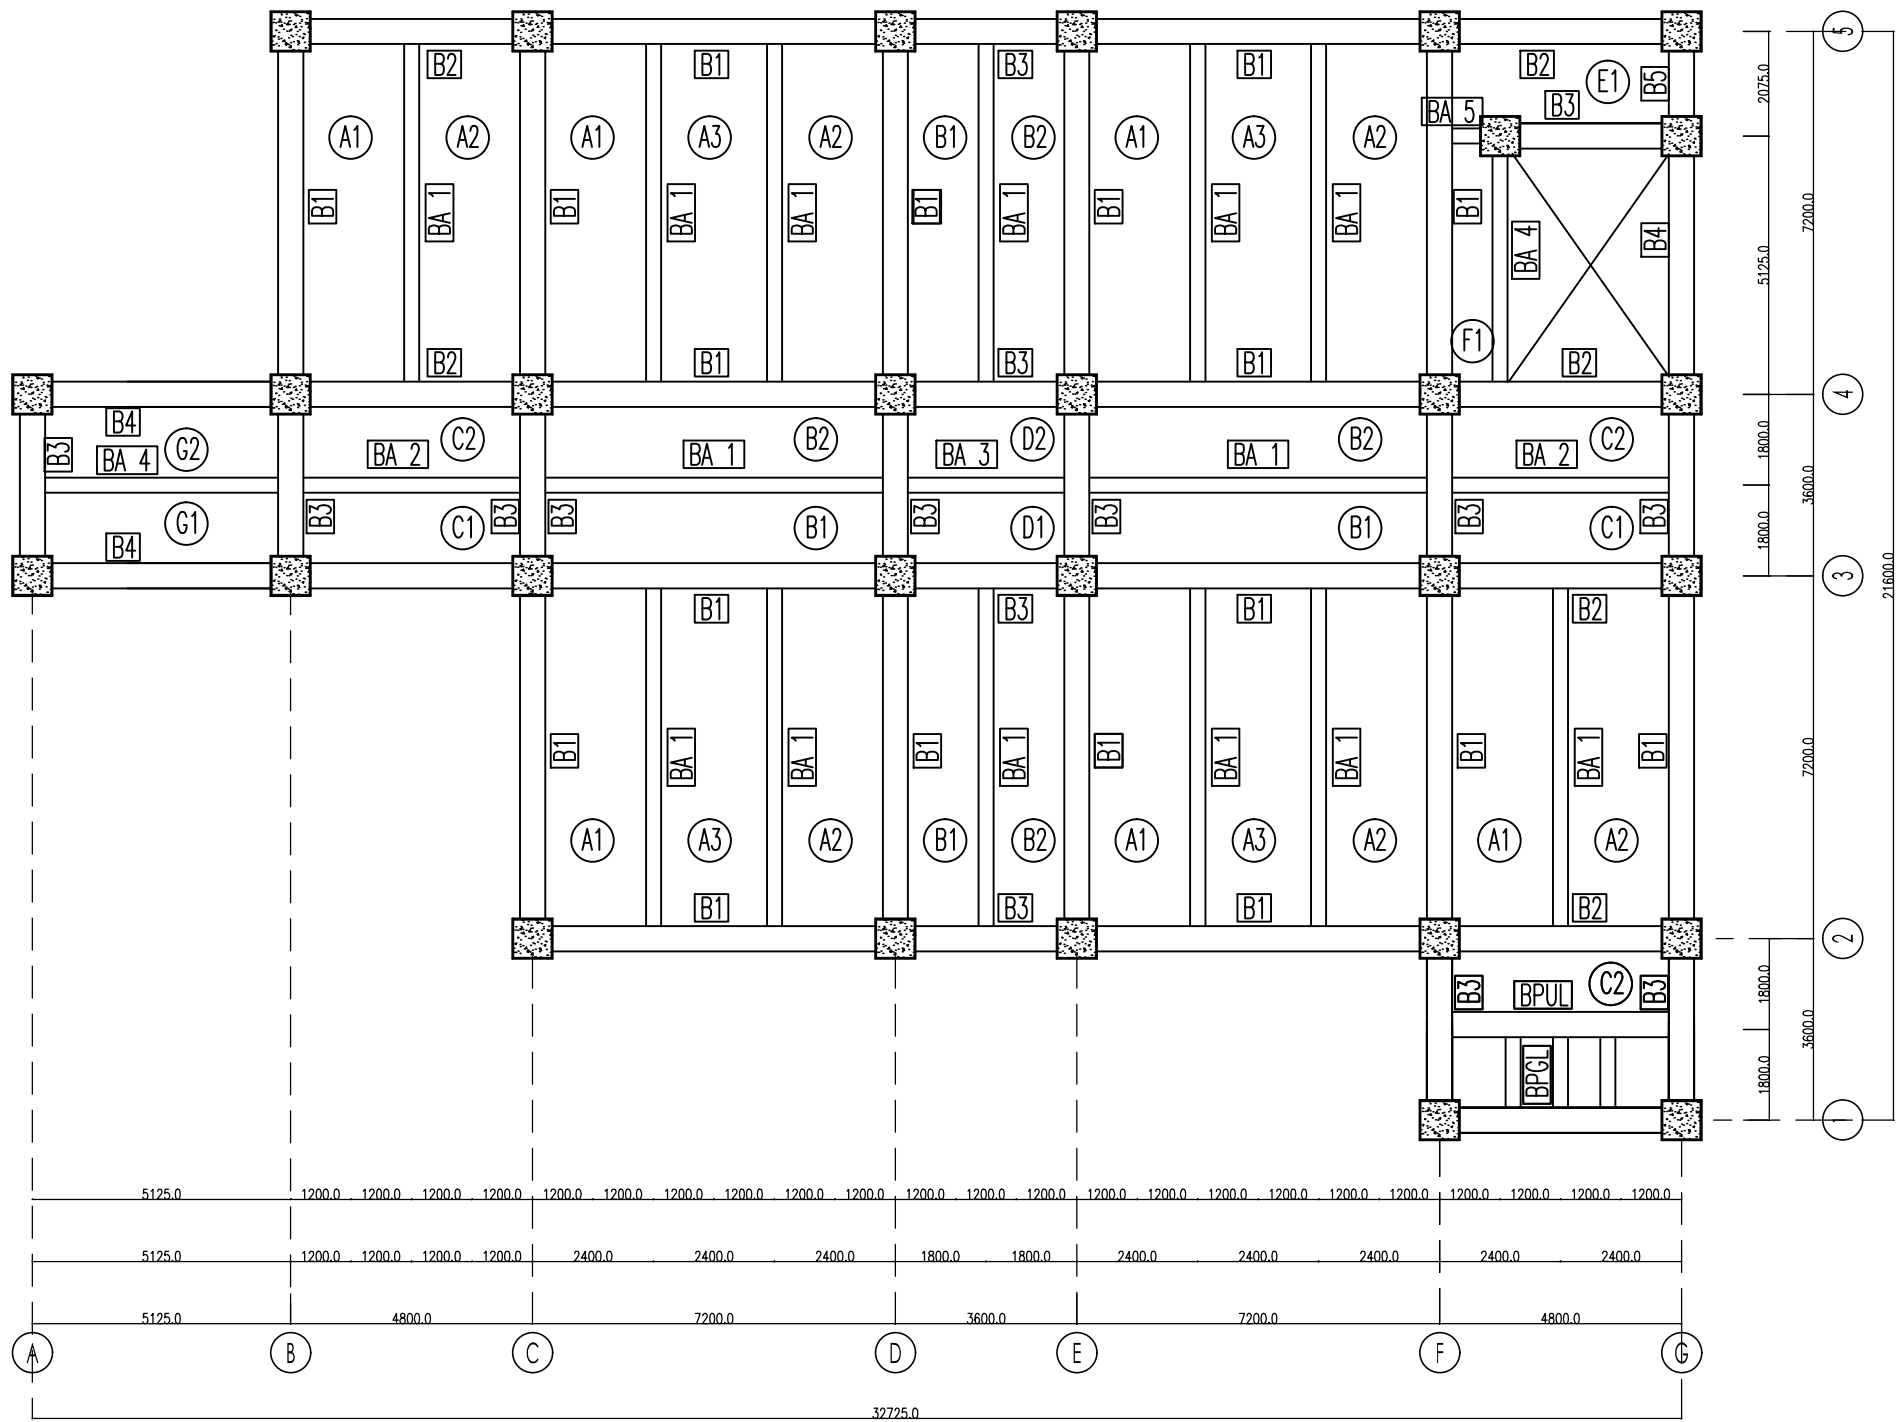 5
B2 B1 B3 B1 B2 E1 B5
BA 5 B3
2075.0
A1 A2 A1 A3 A2 B1 B2 A1 A3 A2
B1 BA 1 B1 BA 1 BA 1 B1 BA 1 B1 BA 1 BA 1 B1 BA 4 B4
5125.0 7200.0
F1
B2 B1 B3 B1 B2
4
B4 G2 B3 BA 4
BA 2 C2 BA 1 B2 BA 3 D2 BA 1 B2 BA 2 C2
1800.0 3600.0
G1 B4
B3 C1 B3 B3 B1 B3 D1 B3 B1 B3 C1 B3
1800.0
3
21600.0
B1 B3 B1 B2
B1 BA 1 BA 1 B1 BA 1 B1 BA 1 BA 1 B1 BA 1 B1
7200.0
A1 A3 A2 B1 B2 A1 A3 A2 A1 A2
B1 B3 B1 B2
2
B3 BPUL C2 B3
1800.0 3600.0
BPGL
1800.0
1
5125.0 1200.0 1200.0 1200.0 1200.0 1200.0 1200.0 1200.0 1200.0 1200.0 1200.0 1200.0 1200.0 1200.0 1200.0 1200.0 1200.0 1200.0 1200.0 1200.0 1200.0 1200.0 1200.0 1200.0
5125.0 1200.0 1200.0 1200.0 1200.0 2400.0 2400.0 2400.0 1800.0 1800.0 2400.0 2400.0 2400.0 2400.0 2400.0
5125.0 4800.0 7200.0 3600.0 7200.0 4800.0
A B C D E F G
32725.0